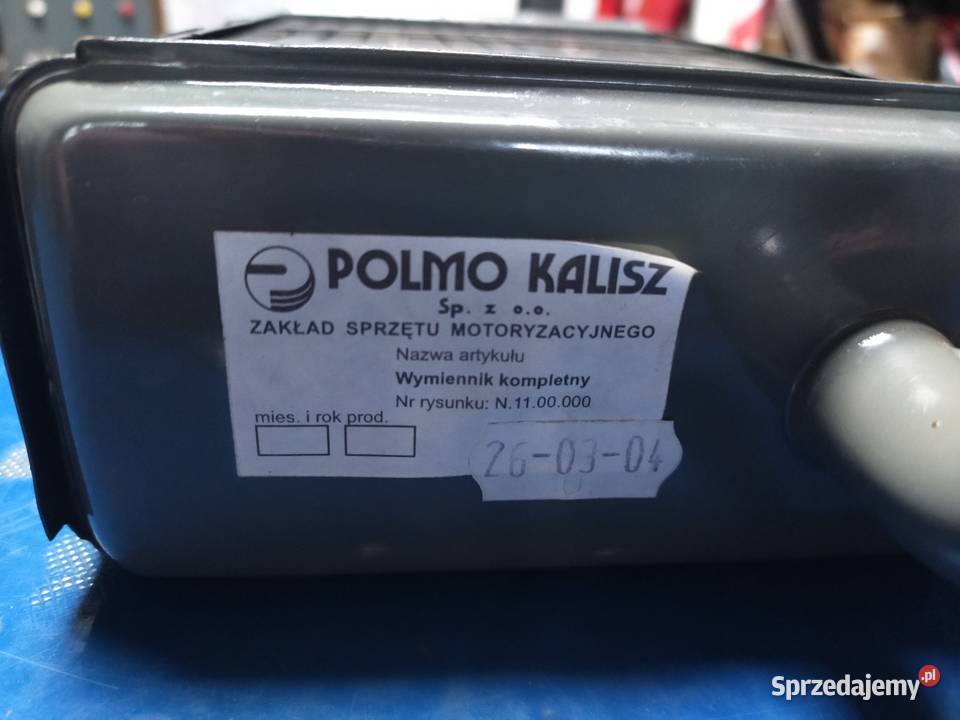 POLMO KALISZ
Sp. z o.o.
ZAKŁAD SPRZĘTU MOTORYZACYJNEGO
Nazwa artykułu
Wymiennik kompletny
Nr rysunku: N.11.00.000
mies. i rok prod.
26-03-04
Sprzedajemy.pl